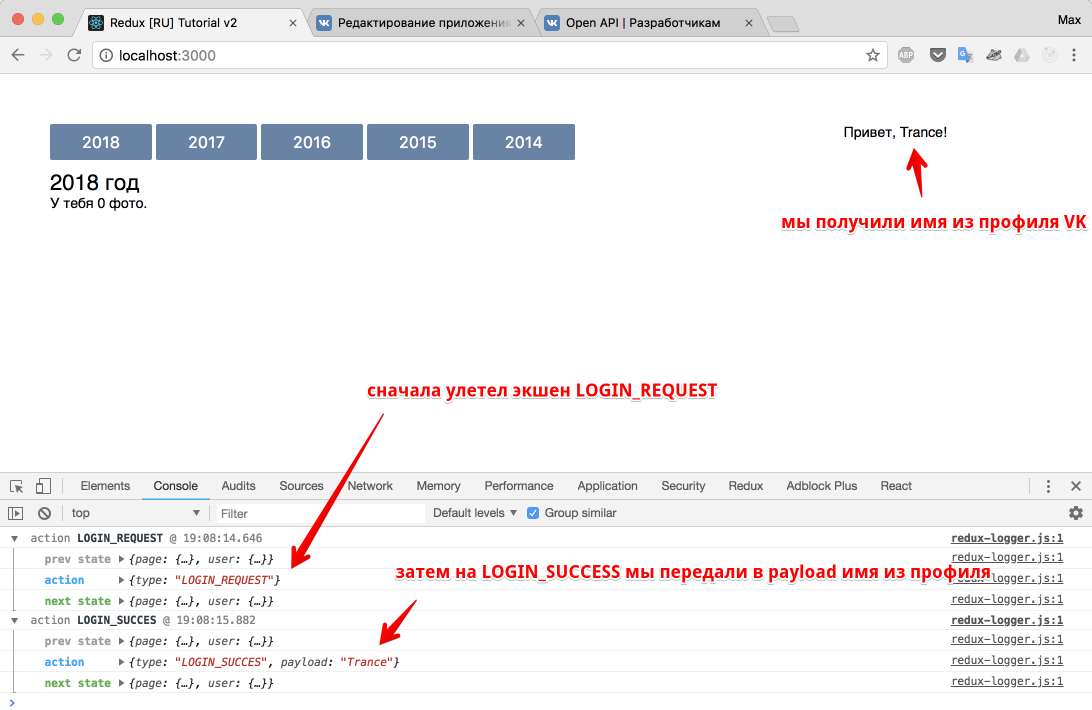 Redux [RU] Tutorial v2
Редактирование приложения
Open API | Разработчикам
Max
localhost:3000
ABP
2018 2017 2016 2015 2014
Привет, Trance!
2018 год
У тебя 0 фото.
мы получили имя из профиля VK
сначала улетел экшен LOGIN_REQUEST
Elements Console Audits Sources Network Memory Performance Application Security Redux Adblock Plus React
top Filter Default levels Group similar
action LOGIN_REQUEST @ 19:08:14.646 redux-logger.js:1
prev state {page: {…}, user: {…}} redux-logger.js:1
action {type: "LOGIN_REQUEST"} redux-logger.js:1
затем на LOGIN_SUCCESS мы передали в payload имя из профиля
next state {page: {…}, user: {…}} redux-logger.js:1
action LOGIN_SUCCES @ 19:08:15.882 redux-logger.js:1
prev state {page: {…}, user: {…}} redux-logger.js:1
action {type: "LOGIN_SUCCES", payload: "Trance"} redux-logger.js:1
next state {page: {…}, user: {…}} redux-logger.js:1